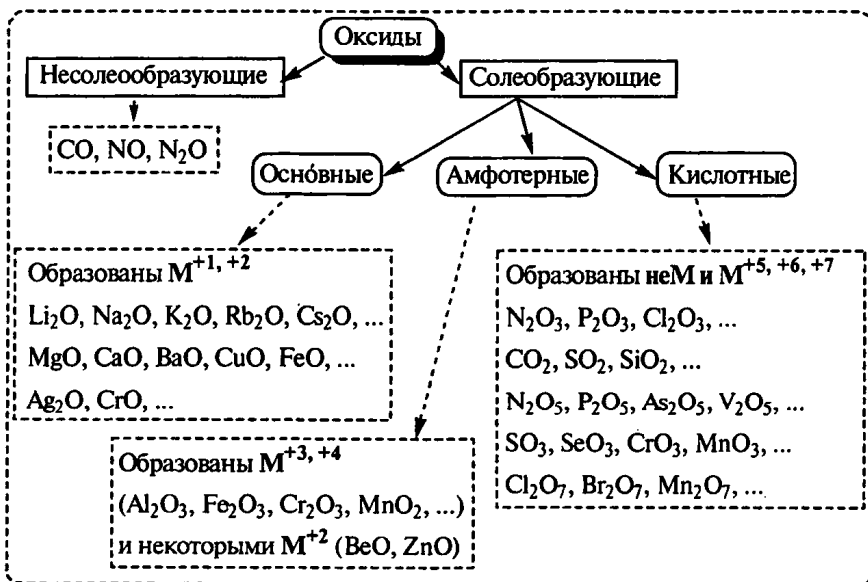 Оксиды
Несолеообразующие
Солеобразующие
CO, NO, N₂O
Осно́вные
Амфотерные
Кислотные
Образованы M⁺¹, ⁺²
Li₂O, Na₂O, K₂O, Rb₂O, Cs₂O, ...
MgO, CaO, BaO, CuO, FeO, ...
Ag₂O, CrO, ...
Образованы M⁺³, ⁺⁴
(Al₂O₃, Fe₂O₃, Cr₂O₃, MnO₂, ...)
и некоторыми M⁺² (BeO, ZnO)
Образованы неМ и M⁺⁵, ⁺⁶, ⁺⁷
N₂O₃, P₂O₃, Cl₂O₃, ...
CO₂, SO₂, SiO₂, ...
N₂O₅, P₂O₅, As₂O₅, V₂O₅, ...
SO₃, SeO₃, CrO₃, MnO₃, ...
Cl₂O₇, Br₂O₇, Mn₂O₇, ...